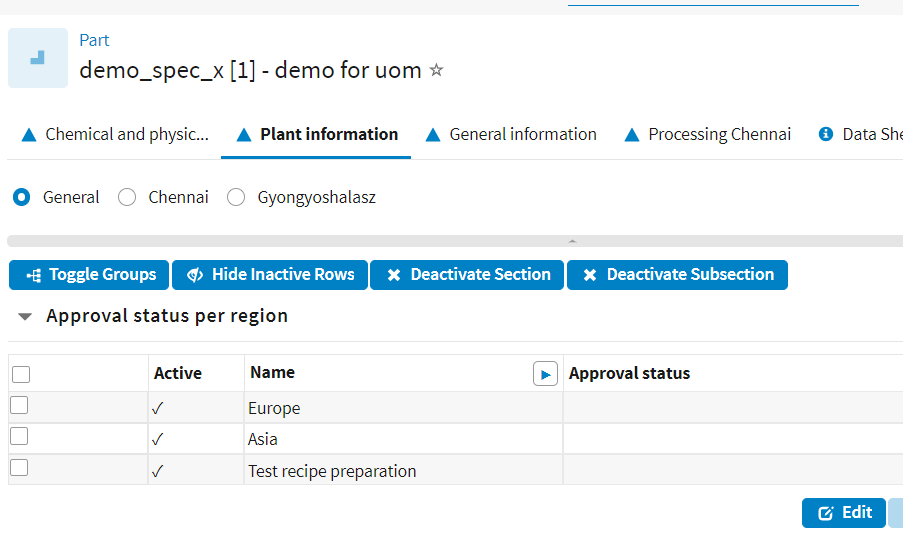 Part
demo_spec_x [1] - demo for uom
Chemical and physic... Plant information General information Processing Chennai Data She
General Chennai Gyongyoshalasz
Toggle Groups Hide Inactive Rows Deactivate Section Deactivate Subsection
Approval status per region
Active Name Approval status
Europe
Asia
Test recipe preparation
Edit